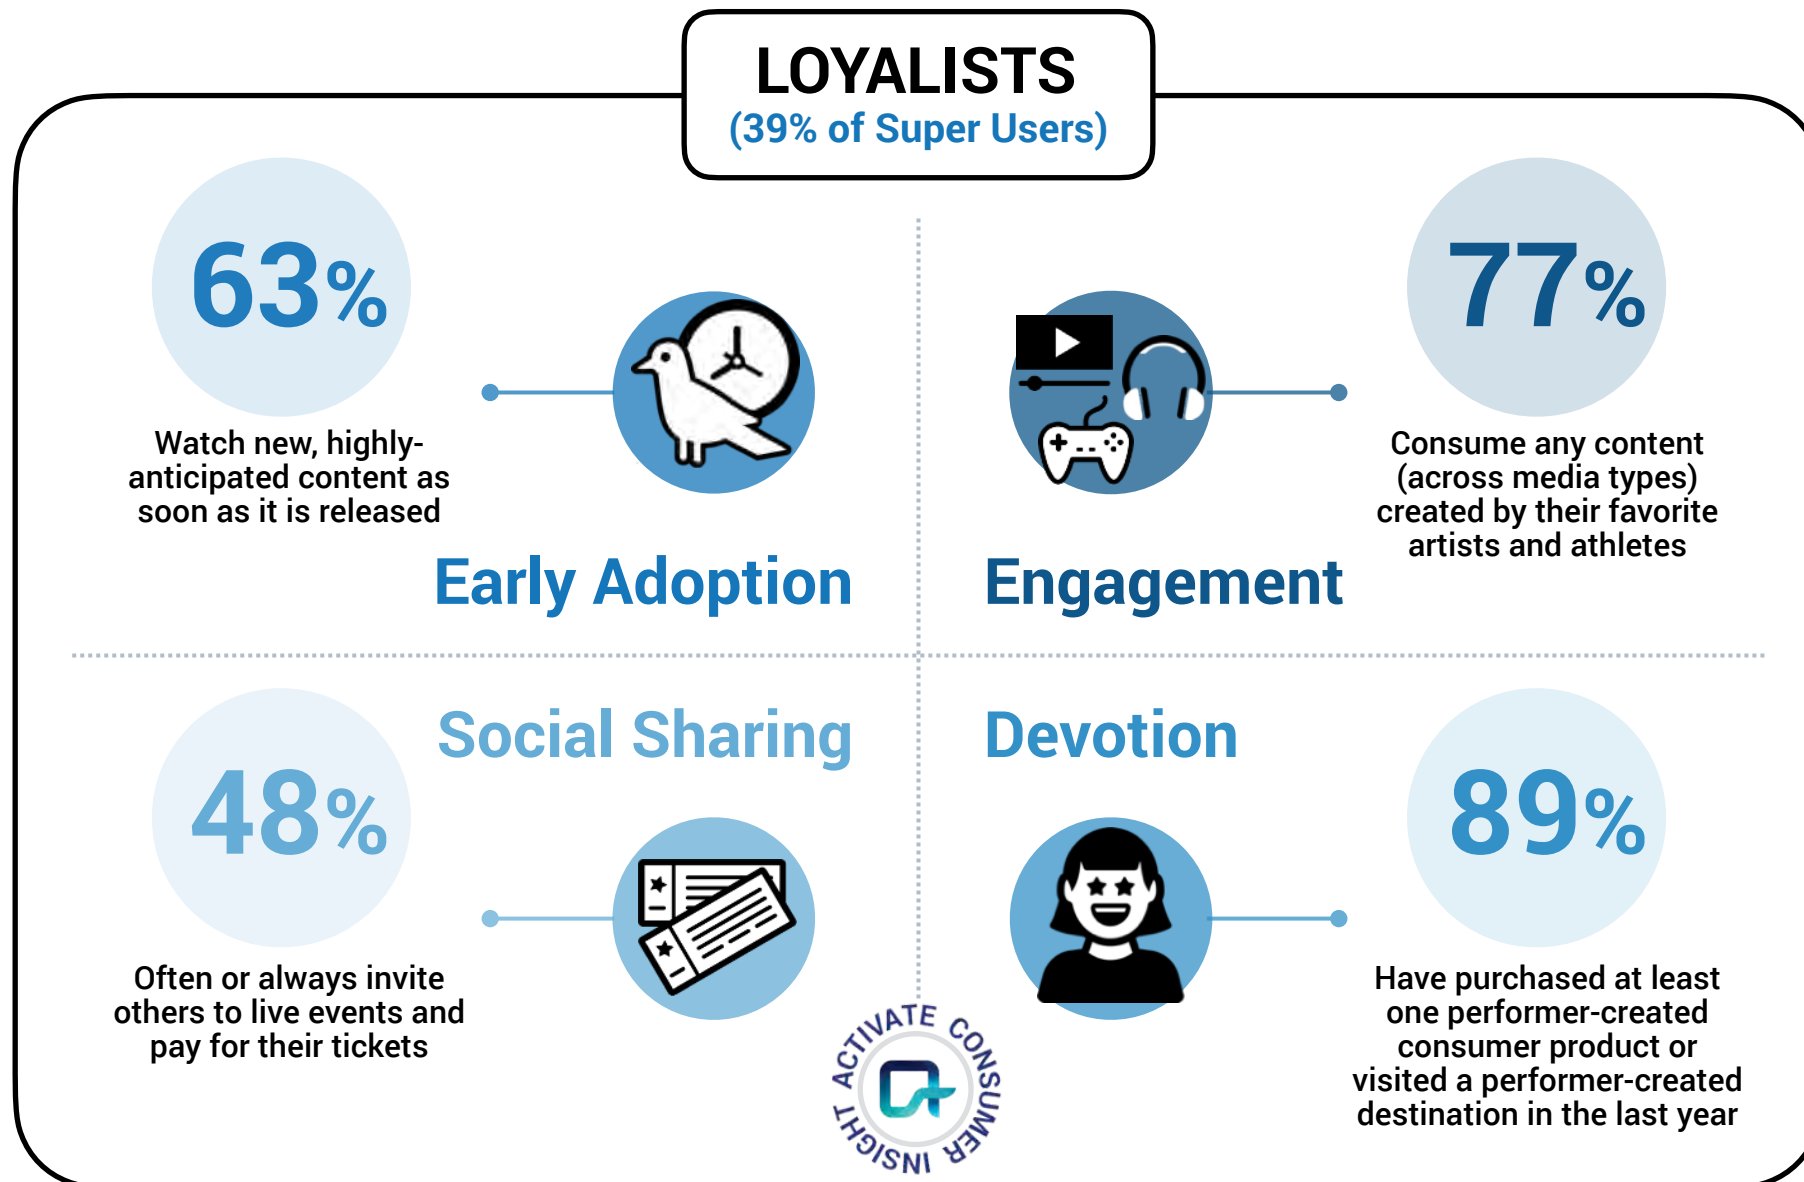 LOYALISTS
(39% of Super Users)
63%
Watch new, highly-
anticipated content as
soon as it is released
Early Adoption
77%
Consume any content
(across media types)
created by their favorite
artists and athletes
Engagement
Social Sharing
48%
Often or always invite
others to live events and
pay for their tickets
Devotion
89%
Have purchased at least
one performer-created
consumer product or
visited a performer-created
destination in the last year
ACTIVATE CONSUMER INSIGHT